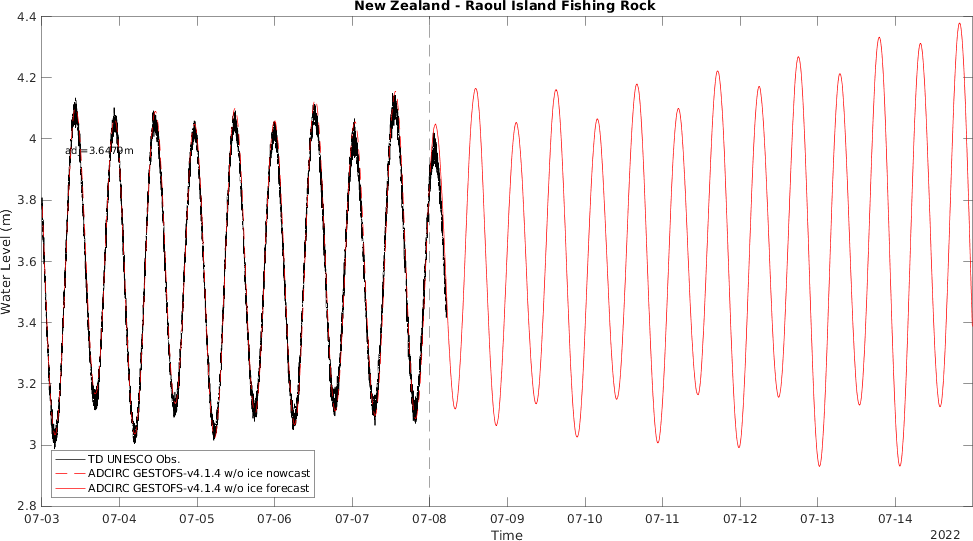 New Zealand - Raoul Island Fishing Rock
4.4
4.2
4
3.8
3.6
3.4
3.2
3
2.8
Water Level (m)
ad =3.6479m
TD UNESCO Obs.
ADCIRC GESTOFS-v4.1.4 w/o ice nowcast
ADCIRC GESTOFS-v4.1.4 w/o ice forecast
07-03 07-04 07-05 07-06 07-07 07-08 07-09 07-10 07-11 07-12 07-13 07-14
Time
2022